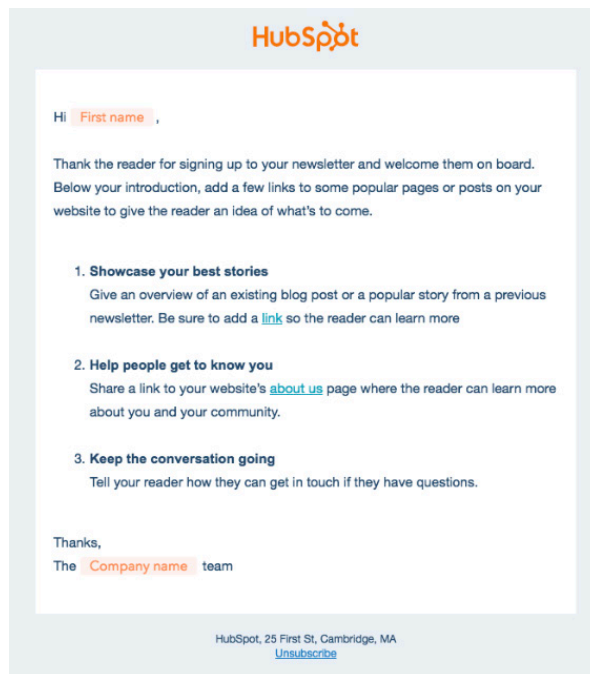 HubSpot
Hi First name ,
Thank the reader for signing up to your newsletter and welcome them on board.
Below your introduction, add a few links to some popular pages or posts on your
website to give the reader an idea of what's to come.
1. Showcase your best stories
Give an overview of an existing blog post or a popular story from a previous
newsletter. Be sure to add a link so the reader can learn more
2. Help people get to know you
Share a link to your website's about us page where the reader can learn more
about you and your community.
3. Keep the conversation going
Tell your reader how they can get in touch if they have questions.
Thanks,
The Company name team
HubSpot, 25 First St, Cambridge, MA
Unsubscribe